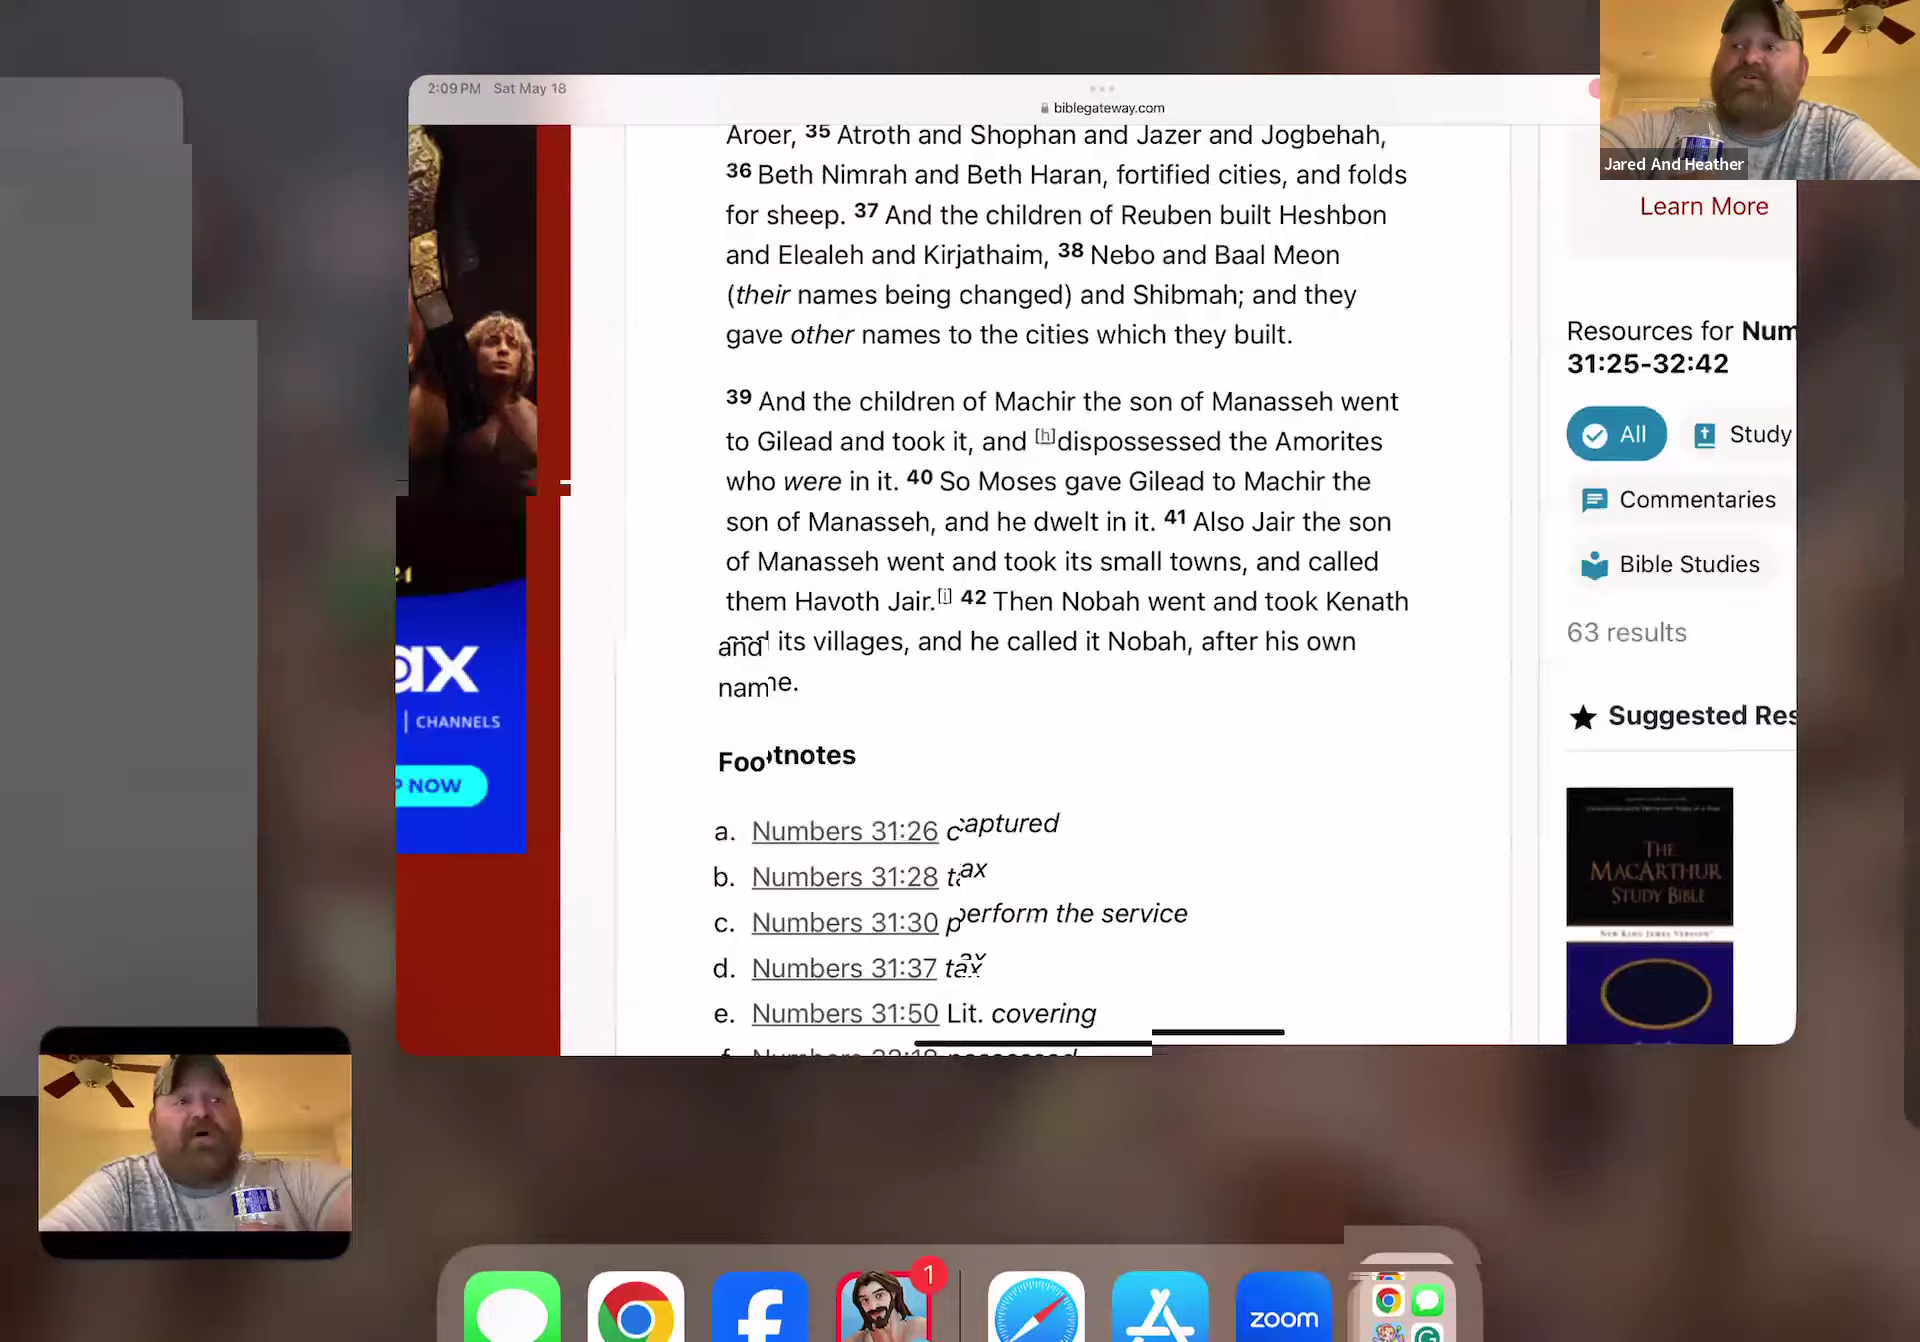 2:09 PM Sat May 18
biblegateway.com
Aroer, 35 Atroth and Shophan and Jazer and Jogbehah,
36 Beth Nimrah and Beth Haran, fortified cities, and folds
for sheep. 37 And the children of Reuben built Heshbon
and Elealeh and Kirjathaim, 38 Nebo and Baal Meon
(their names being changed) and Shibmah; and they
gave other names to the cities which they built.
39 And the children of Machir the son of Manasseh went
to Gilead and took it, and [h]dispossessed the Amorites
who were in it. 40 So Moses gave Gilead to Machir the
son of Manasseh, and he dwelt in it. 41 Also Jair the son
of Manasseh went and took its small towns, and called
them Havoth Jair.[i] 42 Then Nobah went and took Kenath
and its villages, and he called it Nobah, after his own
name.
Footnotes
a. Numbers 31:26 captured
b. Numbers 31:28 tax
c. Numbers 31:30 perform the service
d. Numbers 31:37 tax
e. Numbers 31:50 Lit. covering
ax
| CHANNELS
P NOW
Jared And Heather
Learn More
Resources for Num
31:25-32:42
All
Study
Commentaries
Bible Studies
63 results
Suggested Res
THE
MACARTHUR
STUDY BIBLE
NEW KING JAMES VERSION
1
zoom